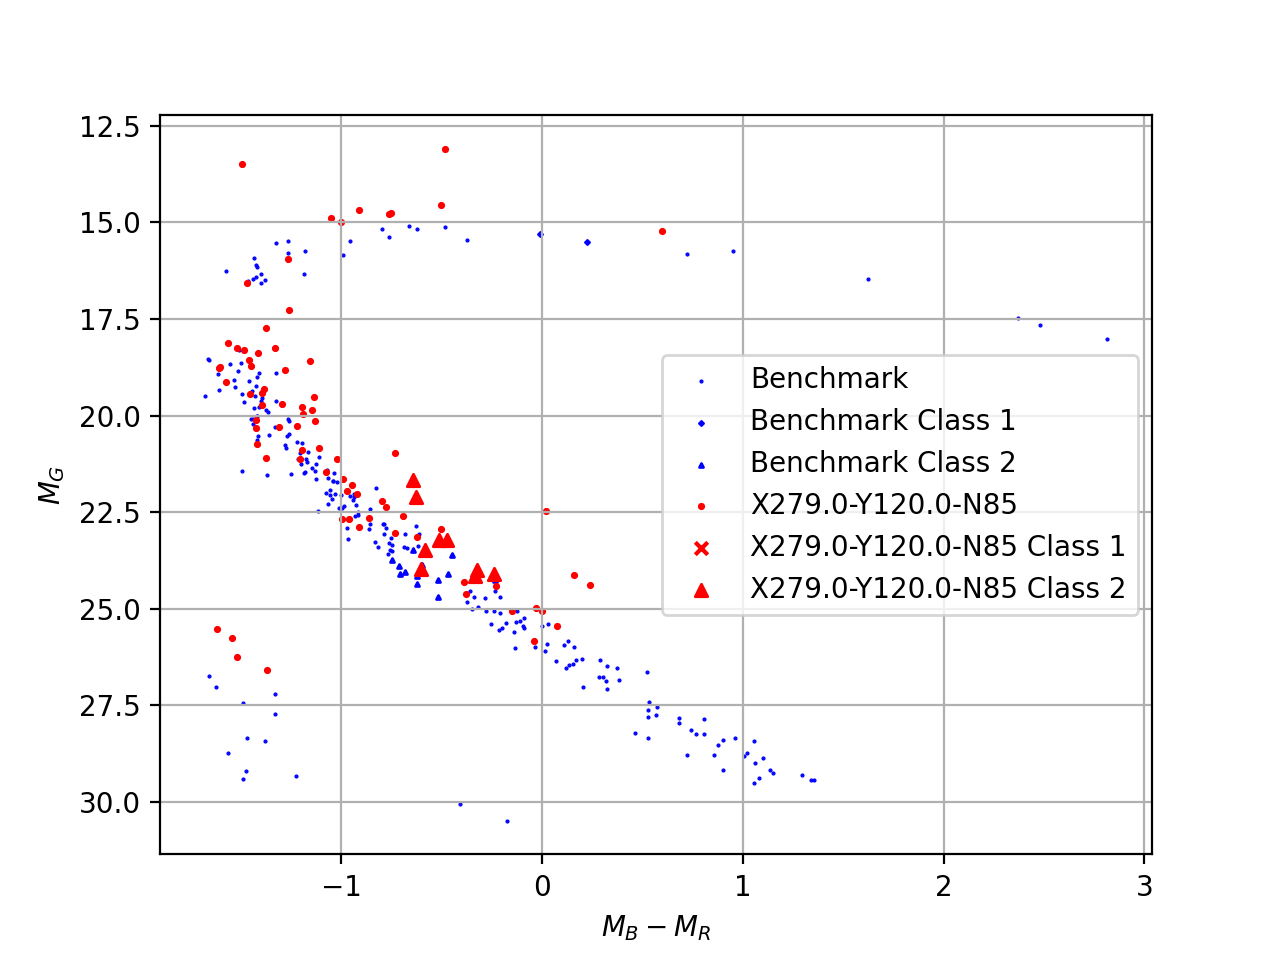 12.5
15.0
17.5
20.0
22.5
25.0
27.5
30.0
M_G
Benchmark
Benchmark Class 1
Benchmark Class 2
X279.0-Y120.0-N85
X279.0-Y120.0-N85 Class 1
X279.0-Y120.0-N85 Class 2
−1
0
1
2
3
M_B − M_R